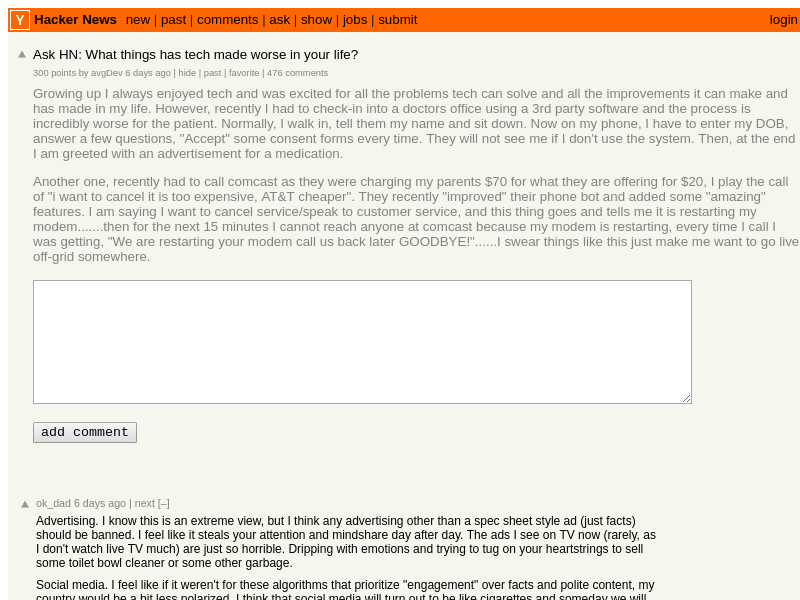 Y Hacker News new | past | comments | ask | show | jobs | submit login
Ask HN: What things has tech made worse in your life?
300 points by avgDev 6 days ago | hide | past | favorite | 476 comments
Growing up I always enjoyed tech and was excited for all the problems tech can solve and all the improvements it can make and
has made in my life. However, recently I had to check-in into a doctors office using a 3rd party software and the process is
incredibly worse for the patient. Normally, I walk in, tell them my name and sit down. Now on my phone, I have to enter my DOB,
answer a few questions, "Accept" some consent forms every time. They will not see me if I don't use the system. Then, at the end
I am greeted with an advertisement for a medication.
Another one, recently had to call comcast as they were charging my parents $70 for what they are offering for $20, I play the call
of "i want to cancel it is too expensive, AT&T cheaper". They recently "improved" their phone bot and added some "amazing"
features. I am saying I want to cancel service/speak to customer service, and this thing goes and tells me it is restarting my
modem.......then for the next 15 minutes I cannot reach anyone at comcast because my modem is restarting, every time I call I
was getting, "We are restarting your modem call us back later GOODBYE!"......I swear things like this just make me want to go live
off-grid somewhere.
add comment
ok_dad 6 days ago | next [–]
Advertising. I know this is an extreme view, but I think any advertising other than a spec sheet style ad (just facts)
should be banned. I feel like it steals your attention and mindshare day after day. The ads I see on TV now (rarely, as
I don't watch live TV much) are just so horrible. Dripping with emotions and trying to tug on your heartstrings to sell
some toilet bowl cleaner or some other garbage.
Social media. I feel like if it weren't for these algorithms that prioritize "engagement" over facts and polite content, my
country would be a bit less polarized. I think that social media will turn out to be like cigarettes and someday we will